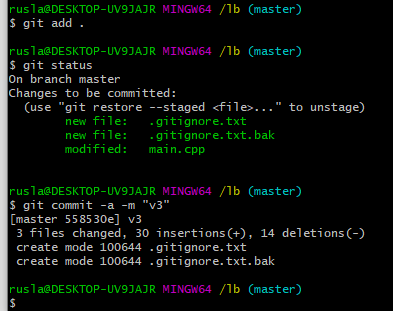 rusla@DESKTOP-UV9JAJR MINGW64 /lb (master)
$ git add .
rusla@DESKTOP-UV9JAJR MINGW64 /lb (master)
$ git status
On branch master
Changes to be committed:
  (use "git restore --staged <file>..." to unstage)
        new file:   .gitignore.txt
        new file:   .gitignore.txt.bak
        modified:   main.cpp
rusla@DESKTOP-UV9JAJR MINGW64 /lb (master)
$ git commit -a -m "v3"
[master 558530e] v3
 3 files changed, 30 insertions(+), 14 deletions(-)
 create mode 100644 .gitignore.txt
 create mode 100644 .gitignore.txt.bak
rusla@DESKTOP-UV9JAJR MINGW64 /lb (master)
$